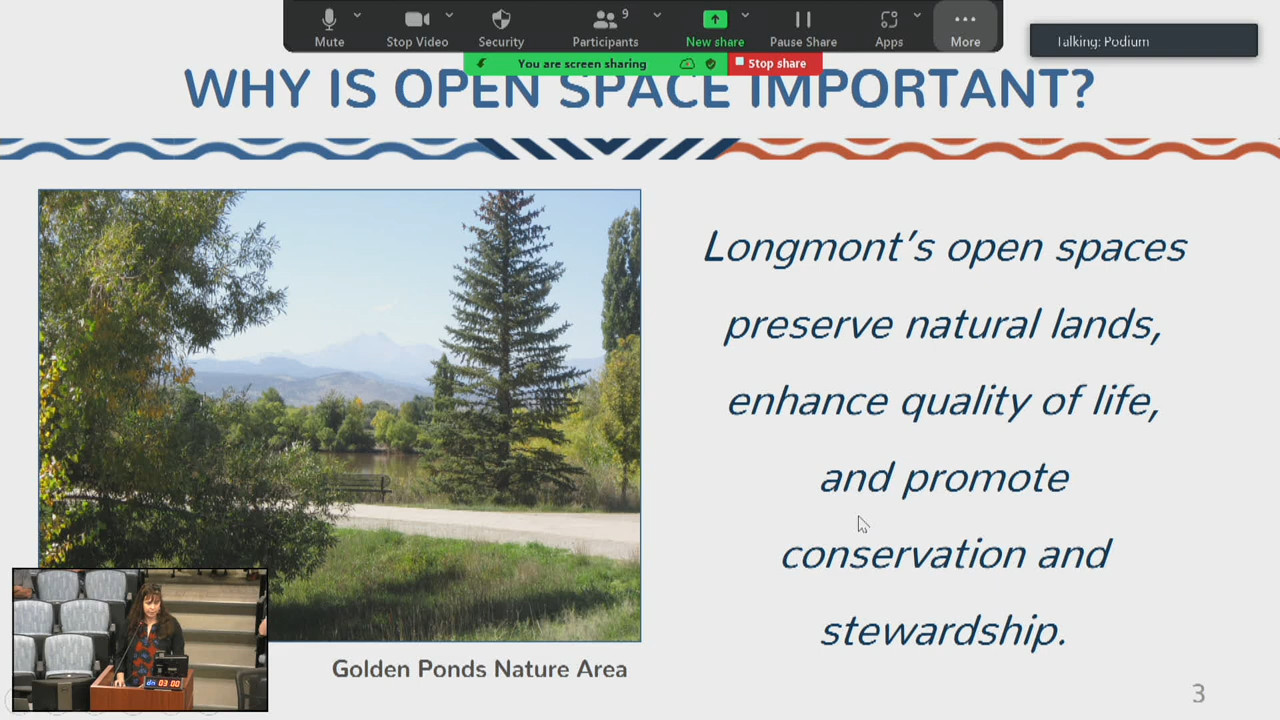 9
Mute
Stop Video
Security
Participants
New share
Pause Share
Apps
More
Talking: Podium
You are screen sharing
Stop share
WHY IS OPEN SPACE IMPORTANT?
Longmont's open spaces
preserve natural lands,
enhance quality of life,
and promote
conservation and
stewardship.
03 00
Golden Ponds Nature Area
3